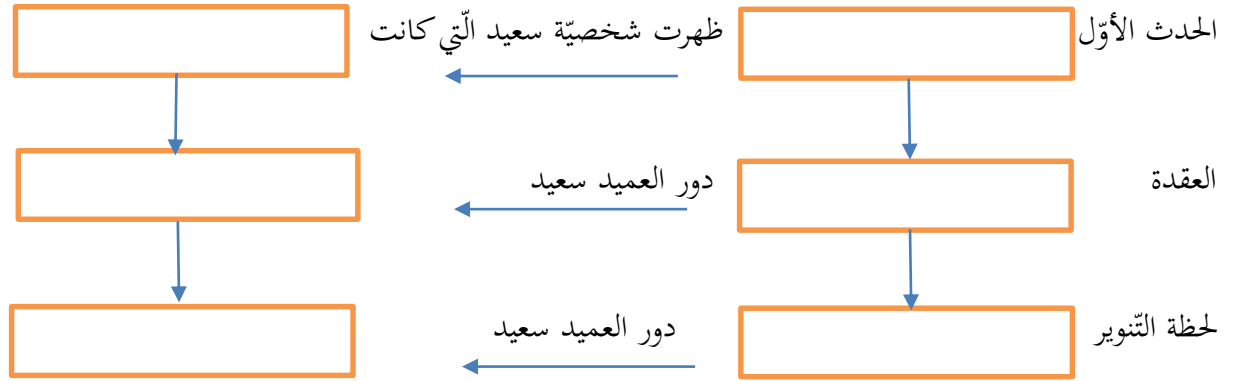 الحدث الأوّل
ظهرت شخصيّة سعيد الّتي كانت
العقدة
دور العميد سعيد
لحظة التّنوير
دور العميد سعيد